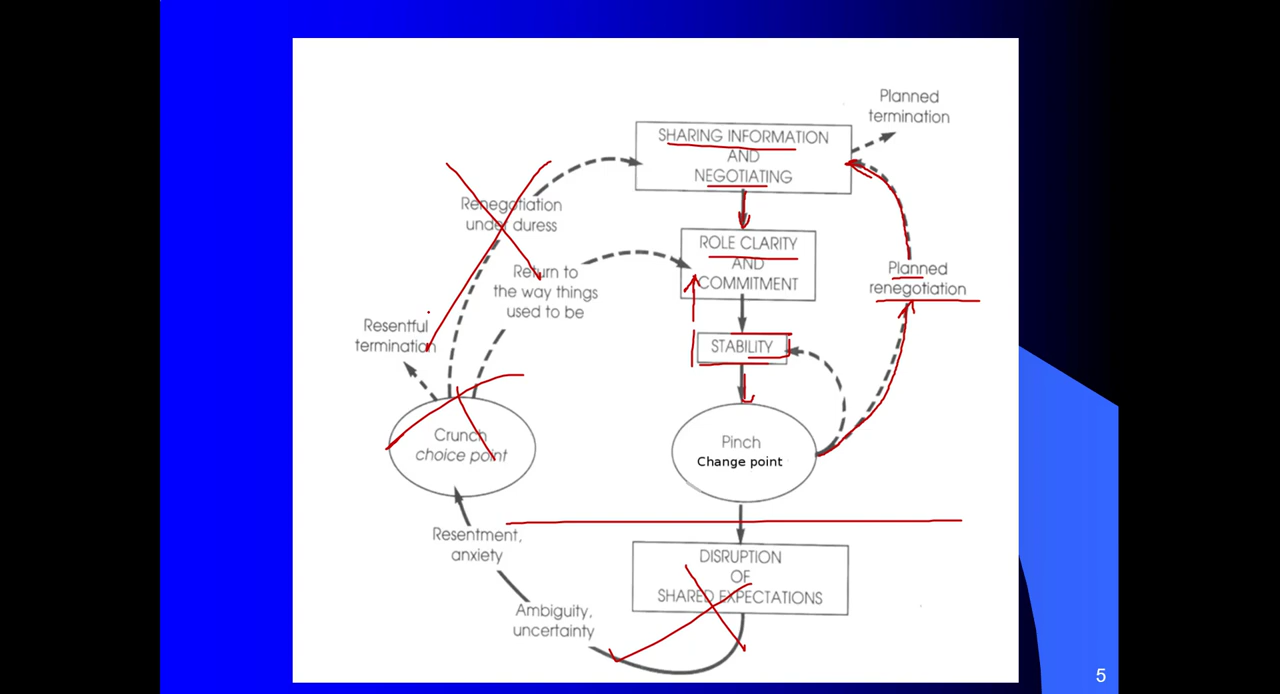 Planned
termination
SHARING INFORMATION
AND
NEGOTIATING
Renegotiation
under duress
ROLE CLARITY
AND
COMMITMENT
Planned
renegotiation
Return to
the way things
used to be
Resentful
termination
STABILITY
Crunch
choice point
Pinch
Change point
Resentment,
anxiety
DISRUPTION
OF
SHARED EXPECTATIONS
Ambiguity,
uncertainty
5